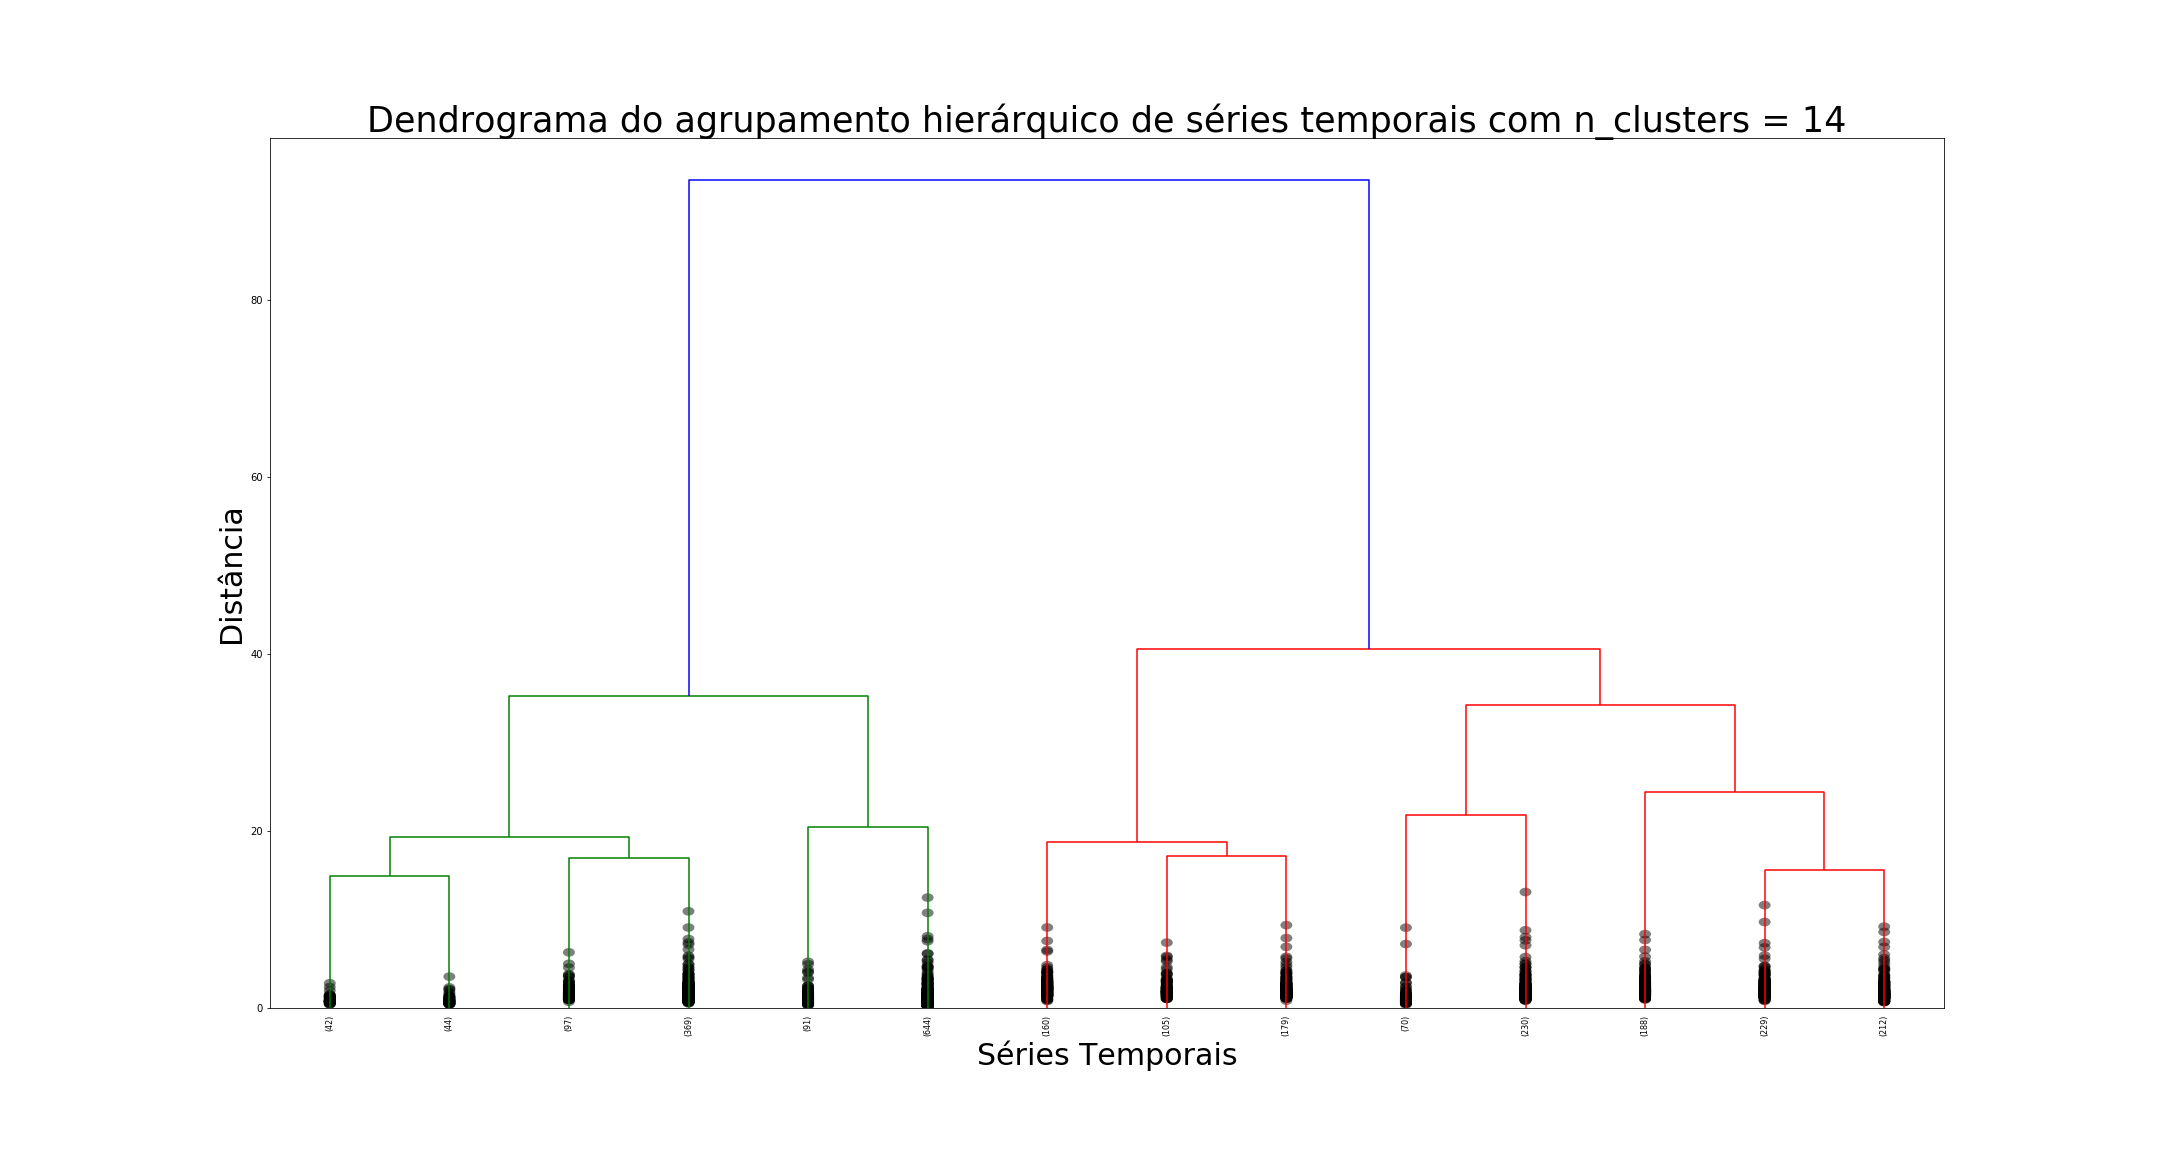 Dendrograma do agrupamento hierárquico de séries temporais com n_clusters = 14
80
60
40
20
0
Distância
(42) (44) (97) (369) (91) (644) (160) (105) (179) (70) (230) (188) (229) (212)
Séries Temporais